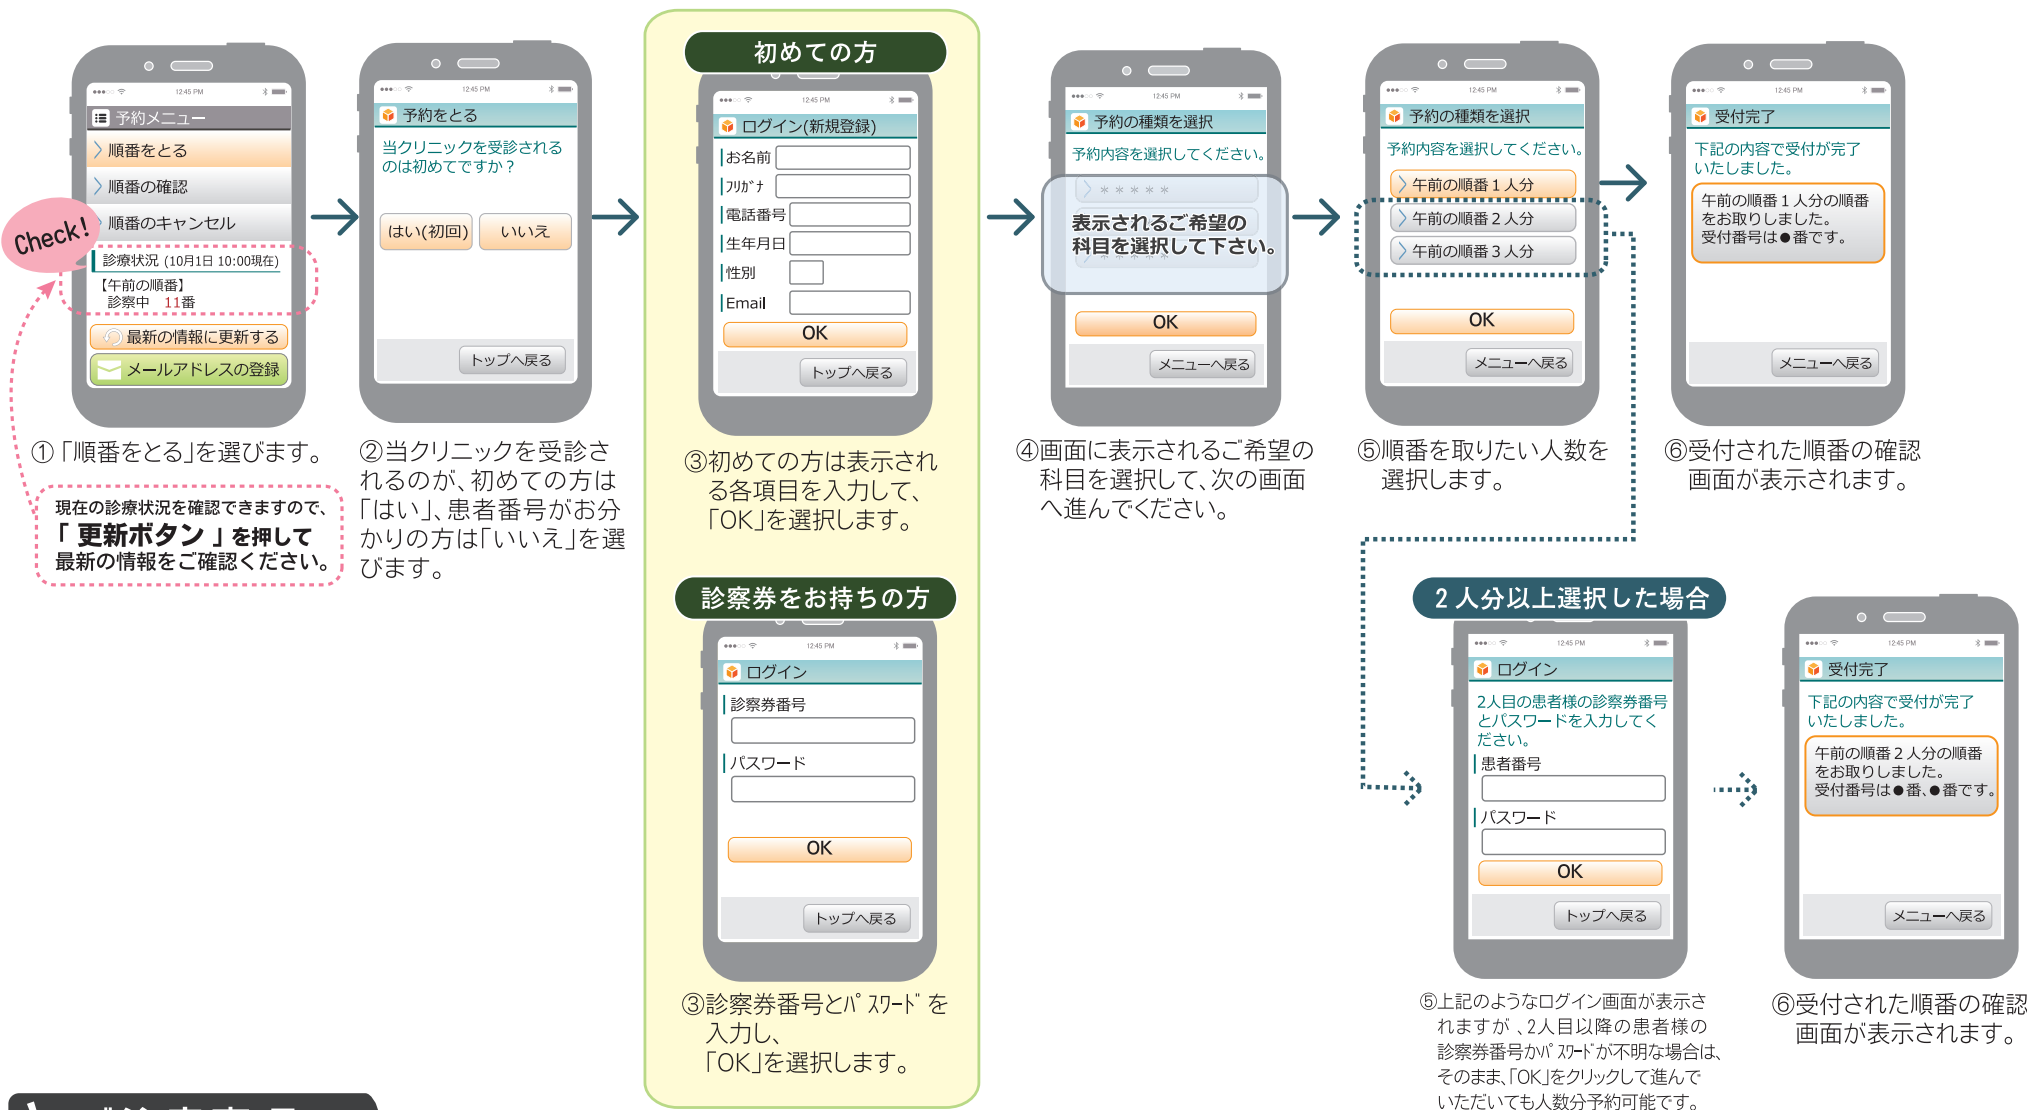 12:45 PM
予約メニュー
順番をとる
順番の確認
順番のキャンセル
Check!
診療状況 (10月1日 10:00現在)
【午前の順番】
診察中 11番
最新の情報に更新する
メールアドレスの登録
①「順番をとる」を選びます。
現在の診療状況を確認できますので、
「 更新ボタン 」を押して
最新の情報をご確認ください。
12:45 PM
予約をとる
当クリニックを受診される
のは初めてですか？
はい(初回)
いいえ
トップへ戻る
②当クリニックを受診さ
れるのが、初めての方は
「はい」、患者番号がお分
かりの方は「いいえ」を選
びます。
初めての方
12:45 PM
ログイン(新規登録)
お名前
フリガナ
電話番号
生年月日
性別
Email
OK
トップへ戻る
③初めての方は表示され
る各項目を入力して、
「OK」を選択します。
診察券をお持ちの方
12:45 PM
ログイン
診察券番号
パスワード
OK
トップへ戻る
③診察券番号とパスワードを
入力し、
「OK」を選択します。
12:45 PM
予約の種類を選択
予約内容を選択してください。
＊＊＊＊＊
表示されるご希望の
科目を選択して下さい。
＊＊＊＊＊
OK
メニューへ戻る
④画面に表示されるご希望の
科目を選択して、次の画面
へ進んでください。
12:45 PM
予約の種類を選択
予約内容を選択してください。
午前の順番１人分
午前の順番２人分
午前の順番３人分
OK
メニューへ戻る
⑤順番を取りたい人数を
選択します。
12:45 PM
受付完了
下記の内容で受付が完了
いたしました。
午前の順番１人分の順番
をお取りしました。
受付番号は●番です。
メニューへ戻る
⑥受付された順番の確認
画面が表示されます。
２人分以上選択した場合
12:45 PM
ログイン
2人目の患者様の診察券番号
とパスワードを入力してく
ださい。
患者番号
パスワード
OK
トップへ戻る
⑤上記のようなログイン画面が表示さ
れますが、2人目以降の患者様の
診察券番号かパスワードが不明な場合は、
そのまま、「OK」をクリックして進んで
いただいても人数分予約可能です。
12:45 PM
受付完了
下記の内容で受付が完了
いたしました。
午前の順番２人分の順番
をお取りしました。
受付番号は●番、●番です。
メニューへ戻る
⑥受付された順番の確認
画面が表示されます。